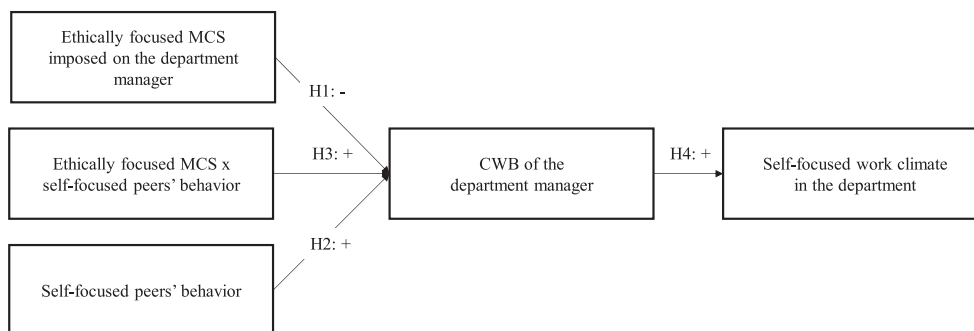 Ethically focused MCS
imposed on the department
manager
H1: -
Ethically focused MCS x
self-focused peers' behavior
H3: +
CWB of the
department manager
H4: +
Self-focused work climate
in the department
H2: +
Self-focused peers' behavior